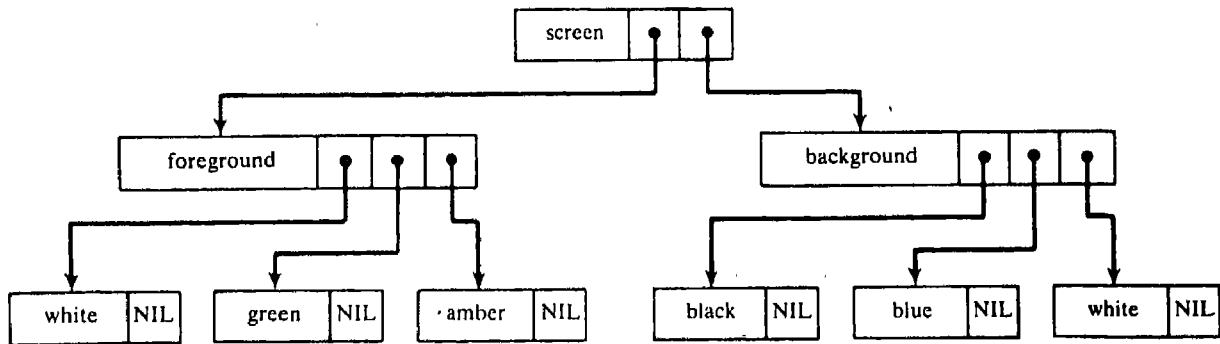 screen
foreground
background
white NIL green NIL amber NIL black NIL blue NIL white NIL